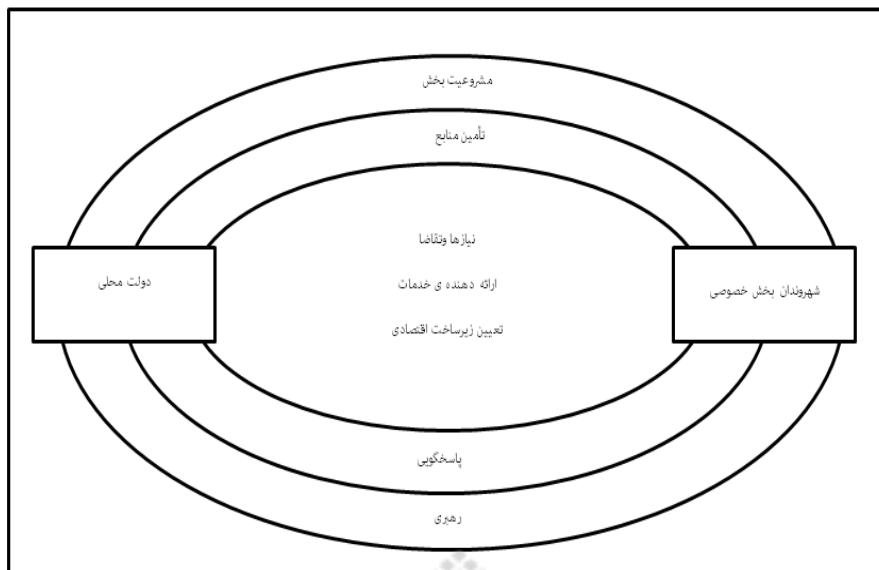 مشروعیت بخش
تأمین منابع
نیازها وتقاضا
دولت محلی
ارائه دهنده ی خدمات
شهروندان بخش خصوصی
تعیین زیرساخت اقتصادی
پاسخگویی
رهبری